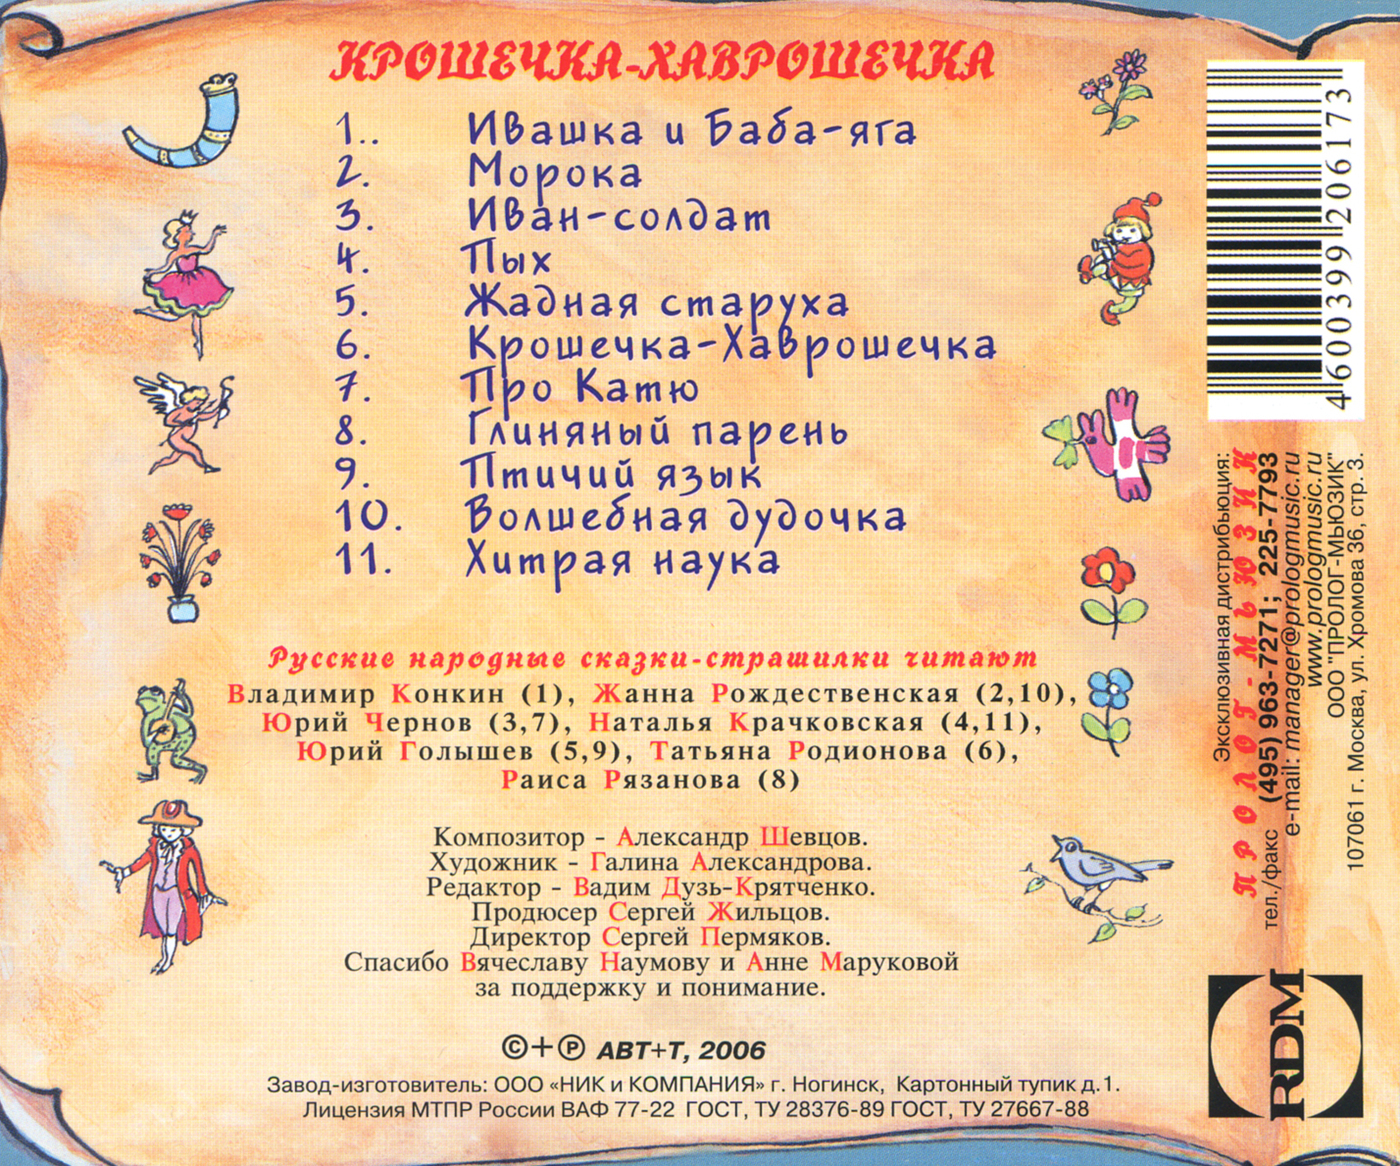 КРОШЕЧКА-ХАВРОШЕЧКА
1.. Ивашка и Баба-яга
2. Морока
3. Иван-солдат
4. Пых
5. Жадная старуха
6. Крошечка-Хаврошечка
7. Про Катю
8. Глиняный парень
9. Птичий язык
10. Волшебная дудочка
11. Хитрая наука
Русские народные сказки-страшилки читают
Владимир Конкин (1), Жанна Рождественская (2,10),
Юрий Чернов (3,7), Наталья Крачковская (4,11),
Юрий Голышев (5,9), Татьяна Родионова (6),
Раиса Рязанова (8)
Композитор - Александр Шевцов.
Художник - Галина Александрова.
Редактор - Вадим Дузь-Крятченко.
Продюсер Сергей Жильцов.
Директор Сергей Пермяков.
Спасибо Вячеславу Наумову и Анне Маруковой
за поддержку и понимание.
©+℗ АВТ+Т, 2006
Завод-изготовитель: ООО «НИК и КОМПАНИЯ» г. Ногинск, Картонный тупик д.1.
Лицензия МТПР России ВАФ 77-22 ГОСТ, ТУ 28376-89 ГОСТ, ТУ 27667-88
4 600399 206173
Эксклюзивная дистрибьюция:
ПРОЛОГ-МЬЮЗИК
тел./факс (495) 963-7271; 225-7793
e-mail: manager@prologmusic.ru
www.prologmusic.ru
ООО "ПРОЛОГ-МЬЮЗИК"
107061 г. Москва, ул. Хромова 36, стр. 3.
RDM